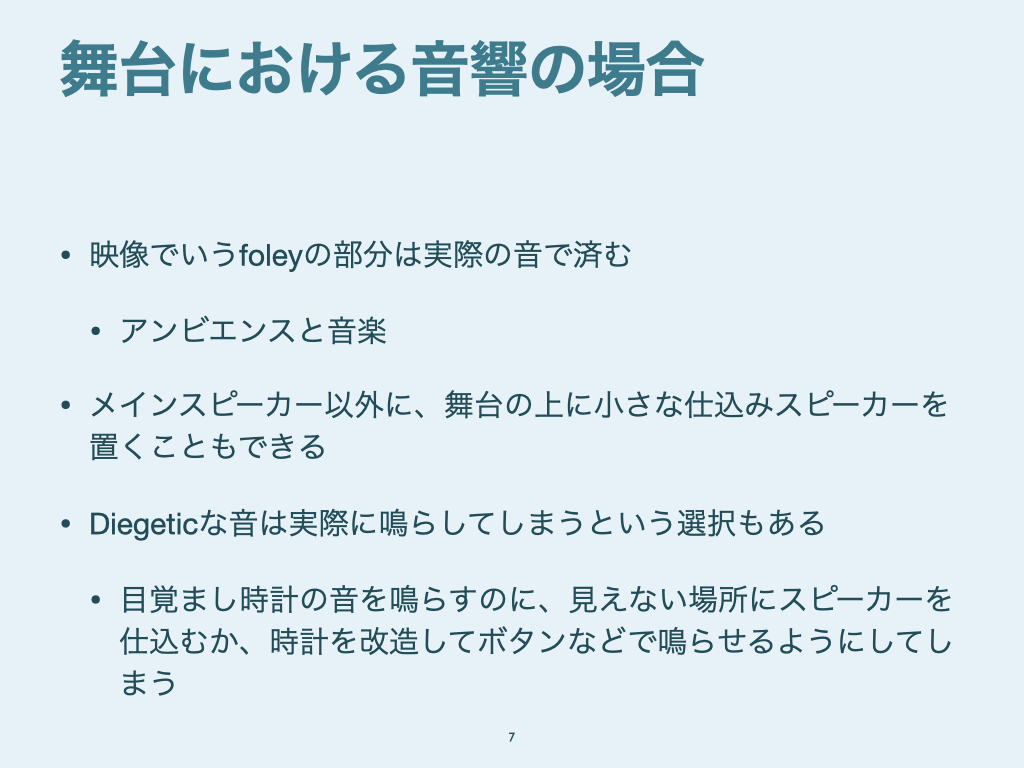 舞台における音響の場合
• 映像でいうfoleyの部分は実際の音で済む
• アンビエンスと音楽
• メインスピーカー以外に、舞台の上に小さな仕込みスピーカーを
置くこともできる
• Diegeticな音は実際に鳴らしてしまうという選択もある
• 目覚まし時計の音を鳴らすのに、見えない場所にスピーカーを
仕込むか、時計を改造してボタンなどで鳴らせるようにしてし
まう
7